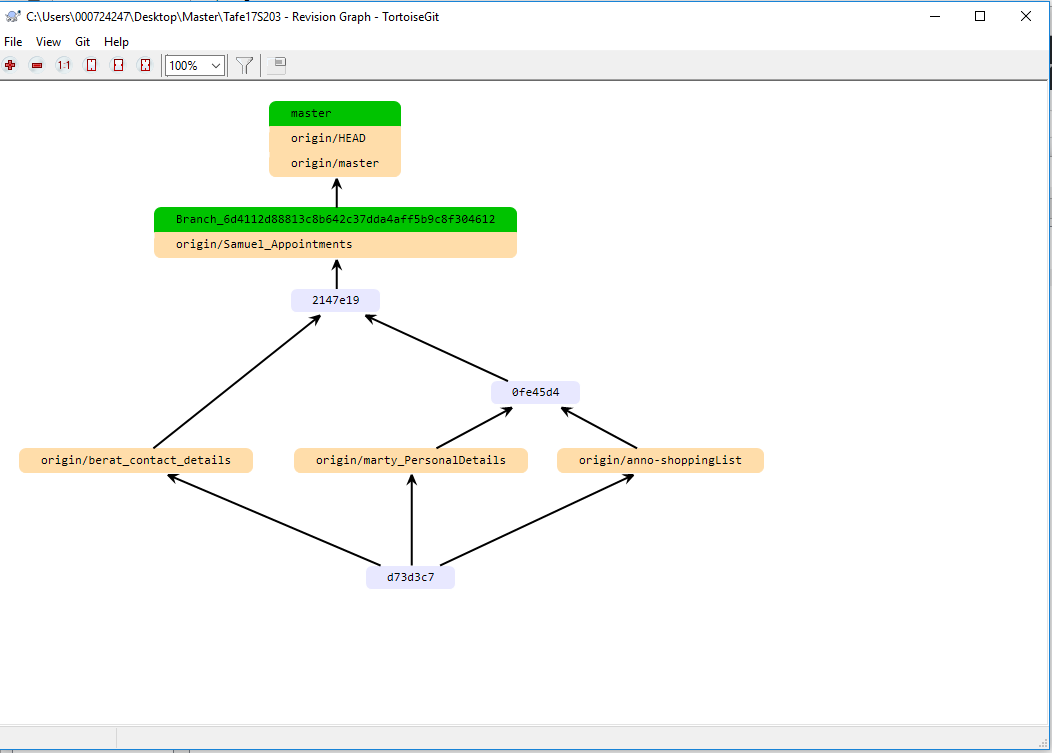 C:\Users\000724247\Desktop\Master\Tafe17S203 - Revision Graph - TortoiseGit
File View Git Help
1:1 100%
master
origin/HEAD
origin/master
Branch_6d4112d88813c8b642c37dda4aff5b9c8f304612
origin/Samuel_Appointments
2147e19
0fe45d4
origin/berat_contact_details origin/marty_PersonalDetails origin/anno-shoppingList
d73d3c7